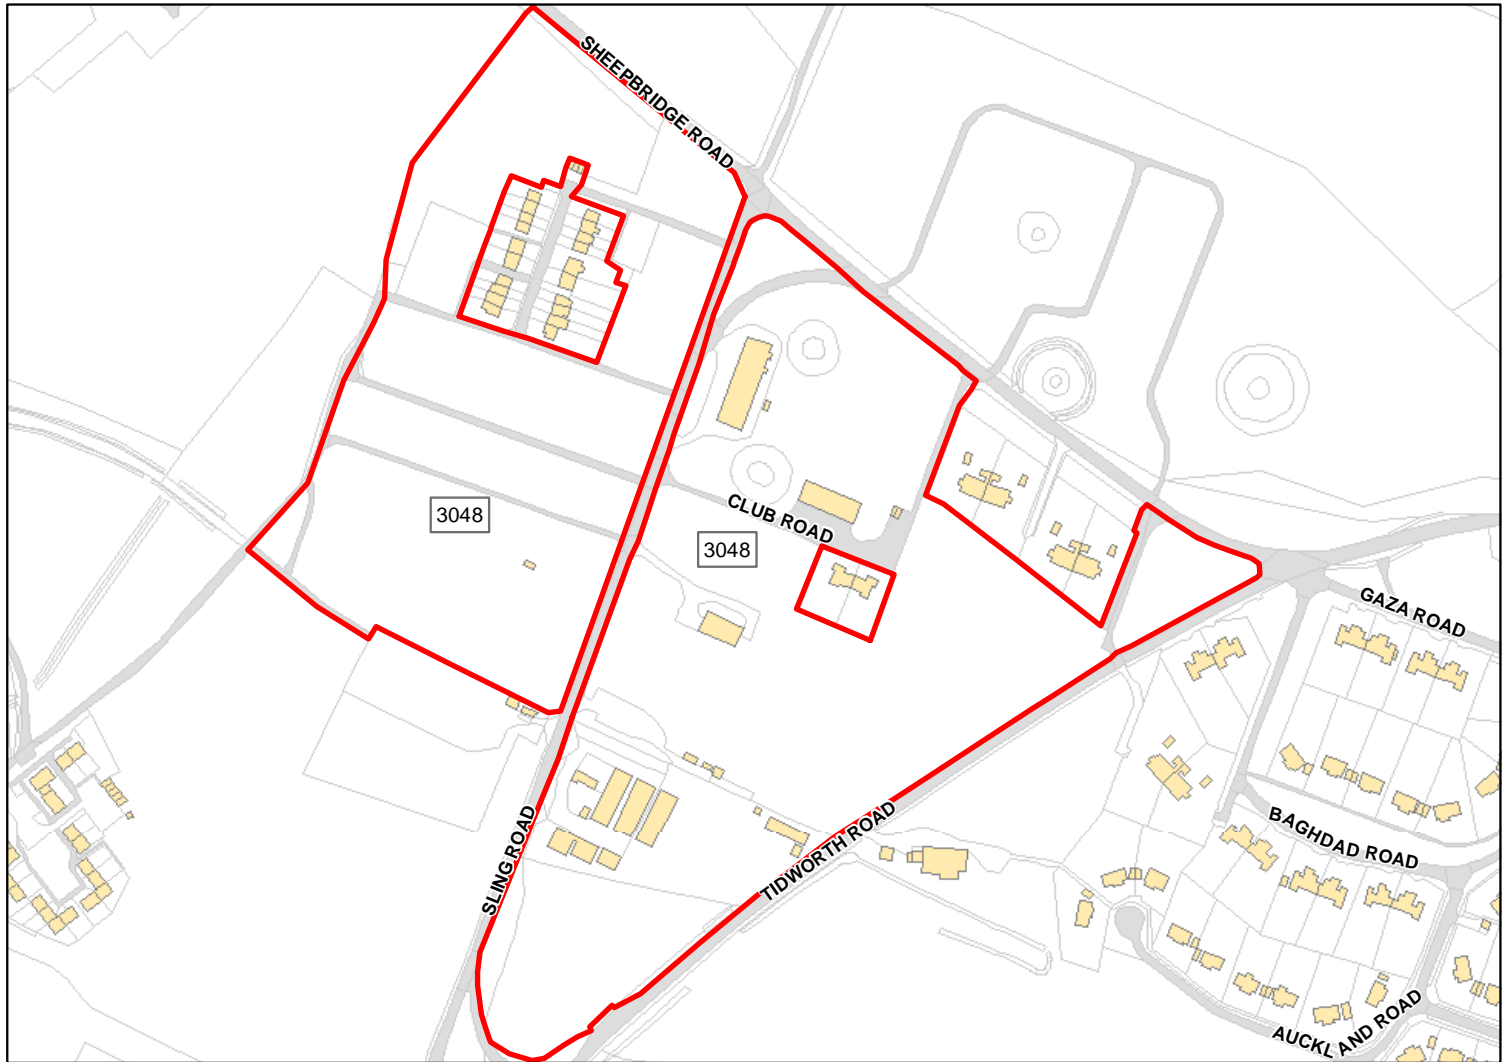 SHEEPBRIDGE ROAD
3048
CLUB ROAD
3048
GAZA ROAD
SLING ROAD
TIDWORTH ROAD
BAGHDAD ROAD
AUCKLAND ROAD